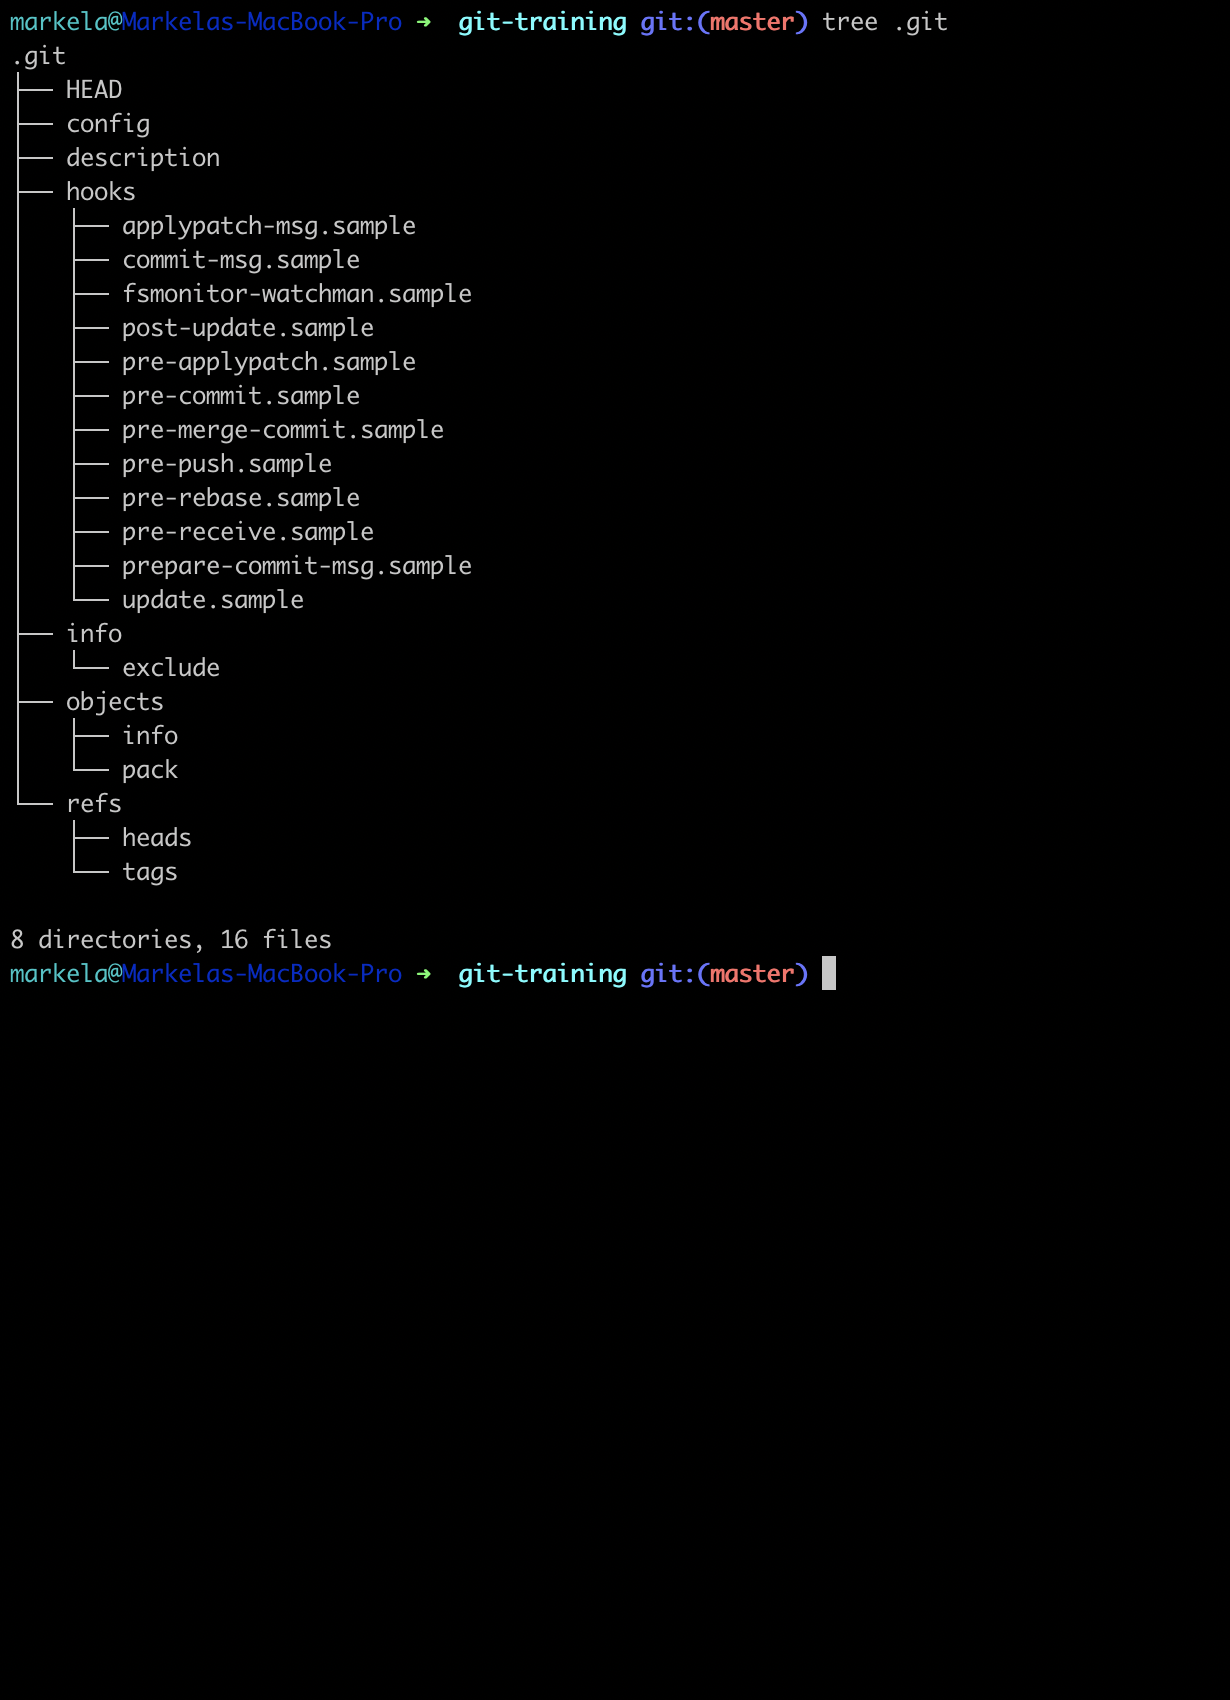 markela@Markelas-MacBook-Pro ➜  git-training git:(master) tree .git
.git
├── HEAD
├── config
├── description
├── hooks
│   ├── applypatch-msg.sample
│   ├── commit-msg.sample
│   ├── fsmonitor-watchman.sample
│   ├── post-update.sample
│   ├── pre-applypatch.sample
│   ├── pre-commit.sample
│   ├── pre-merge-commit.sample
│   ├── pre-push.sample
│   ├── pre-rebase.sample
│   ├── pre-receive.sample
│   ├── prepare-commit-msg.sample
│   └── update.sample
├── info
│   └── exclude
├── objects
│   ├── info
│   └── pack
└── refs
    ├── heads
    └── tags

8 directories, 16 files
markela@Markelas-MacBook-Pro ➜  git-training git:(master)